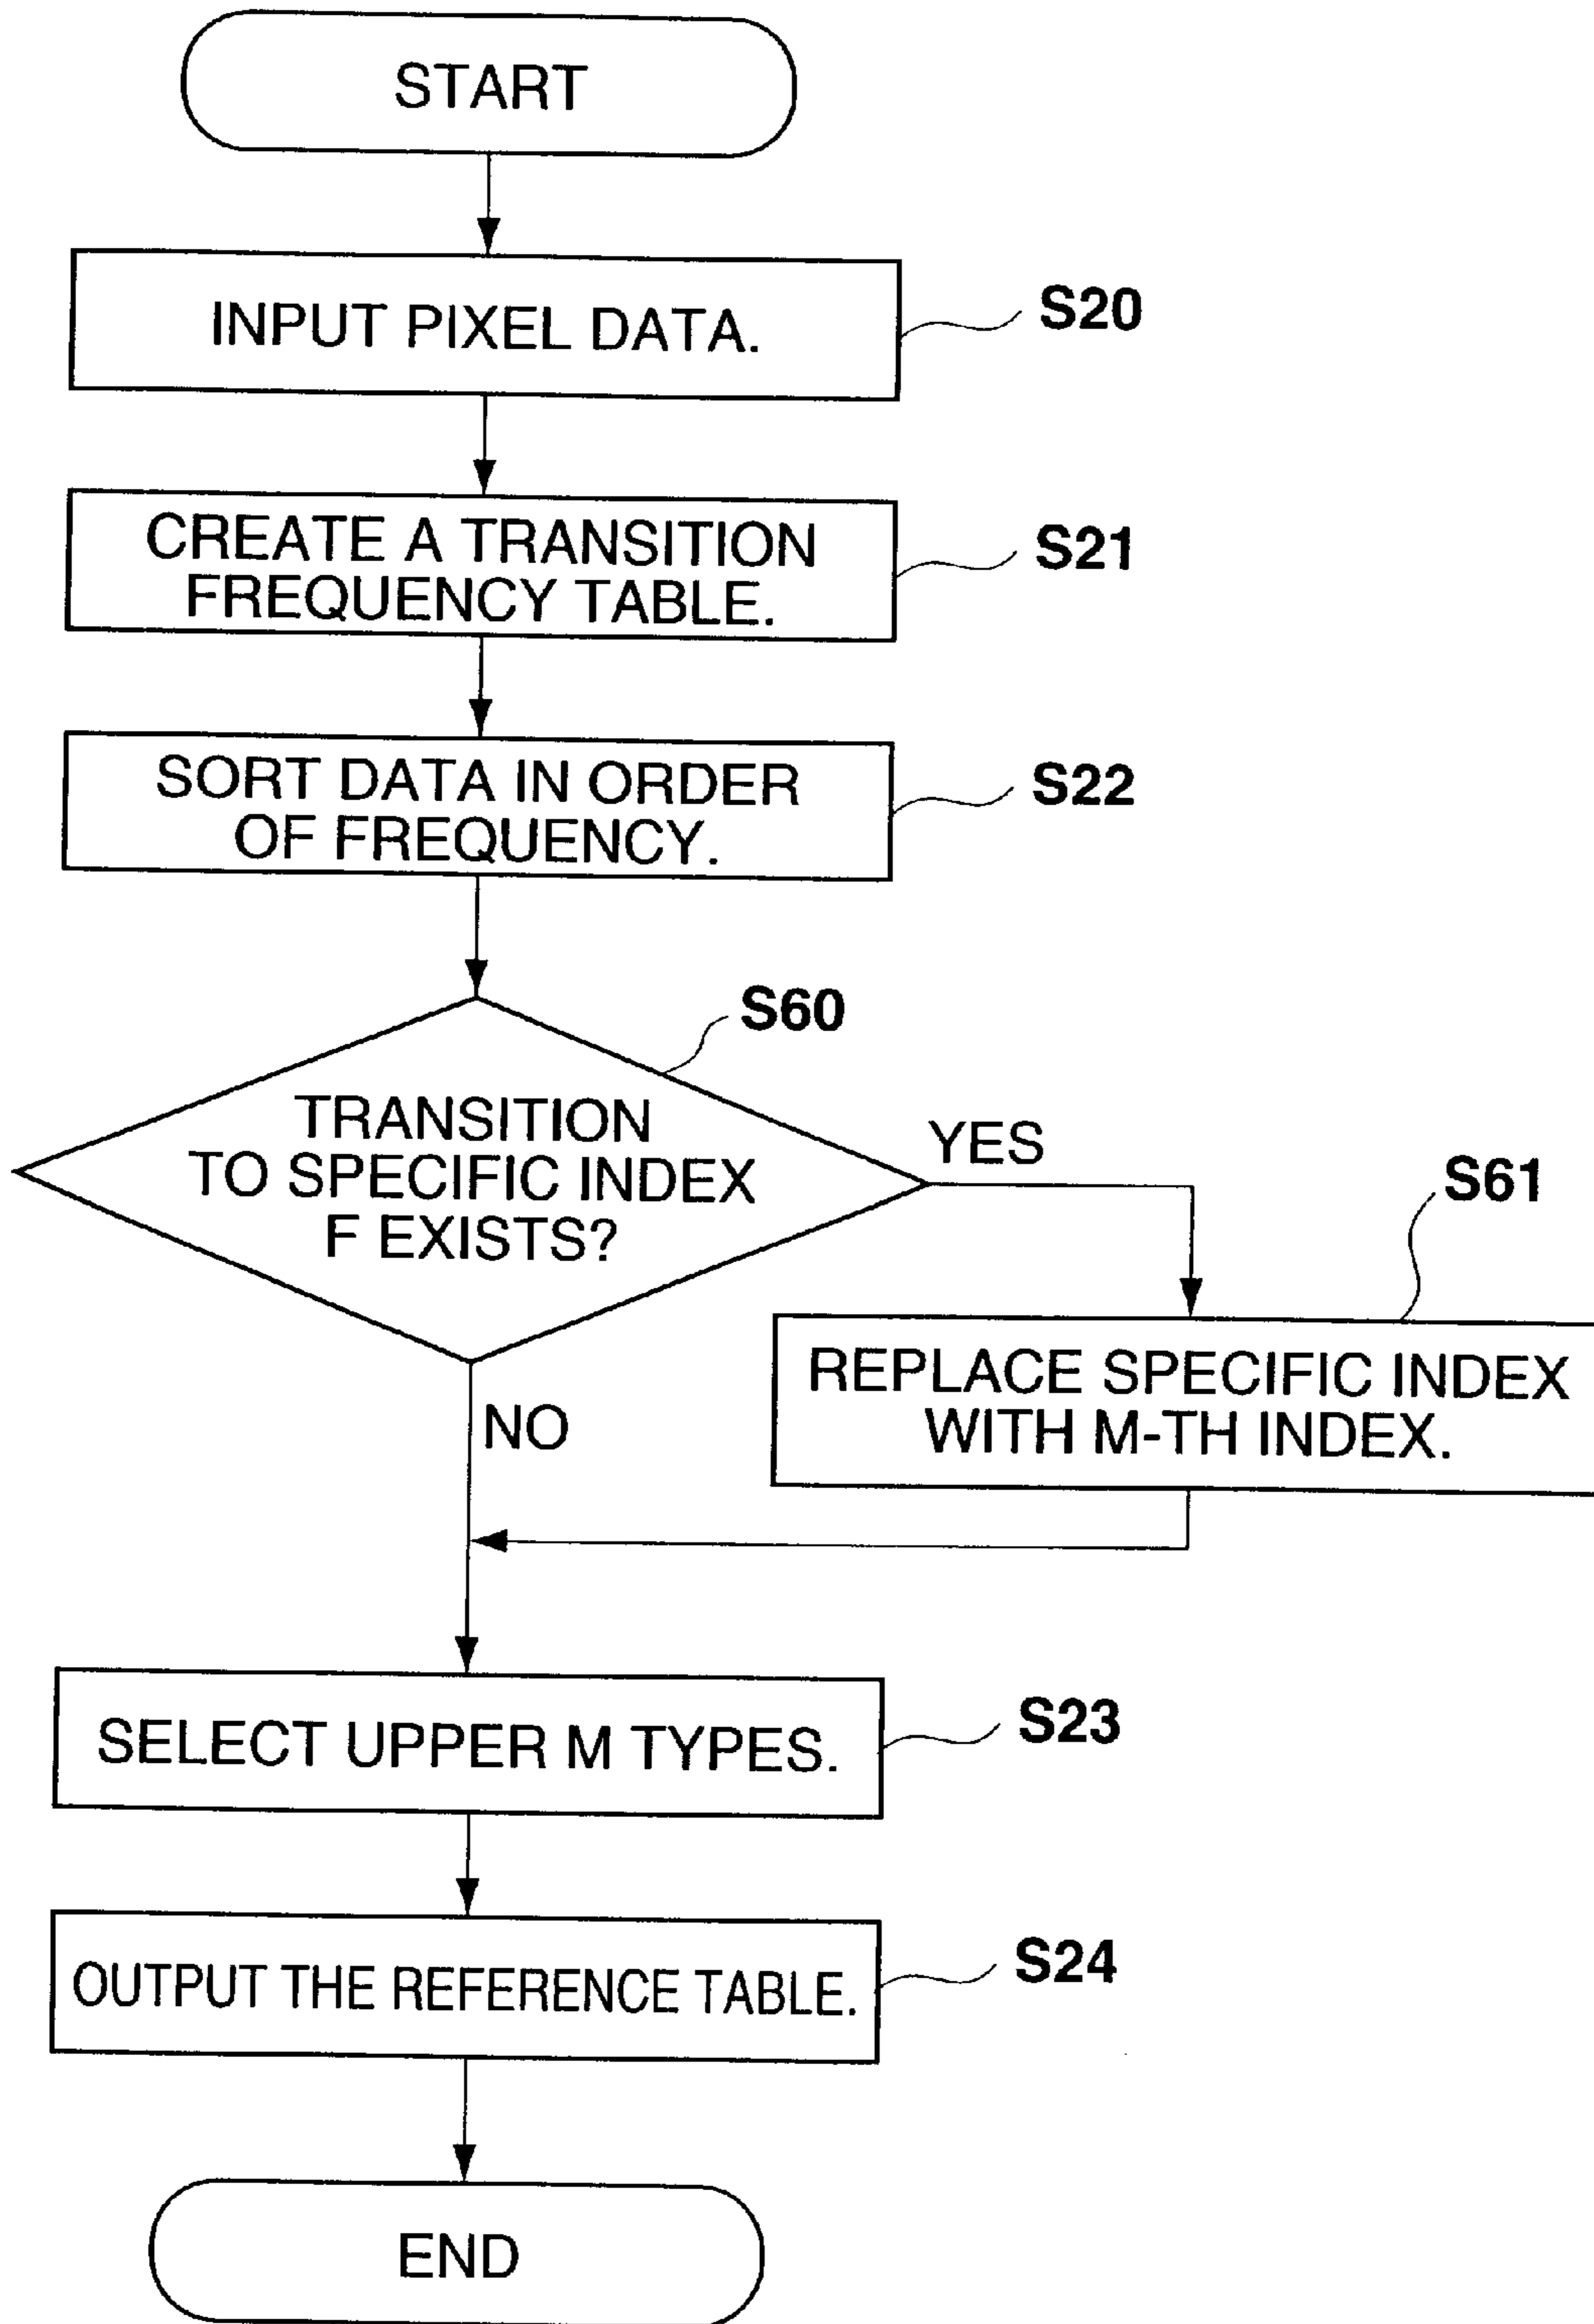 START
INPUT PIXEL DATA.
S20
CREATE A TRANSITION
FREQUENCY TABLE.
S21
SORT DATA IN ORDER
OF FREQUENCY.
S22
S60
TRANSITION
TO SPECIFIC INDEX
F EXISTS?
YES
S61
REPLACE SPECIFIC INDEX
WITH M-TH INDEX.
NO
SELECT UPPER M TYPES.
S23
OUTPUT THE REFERENCE TABLE.
S24
END